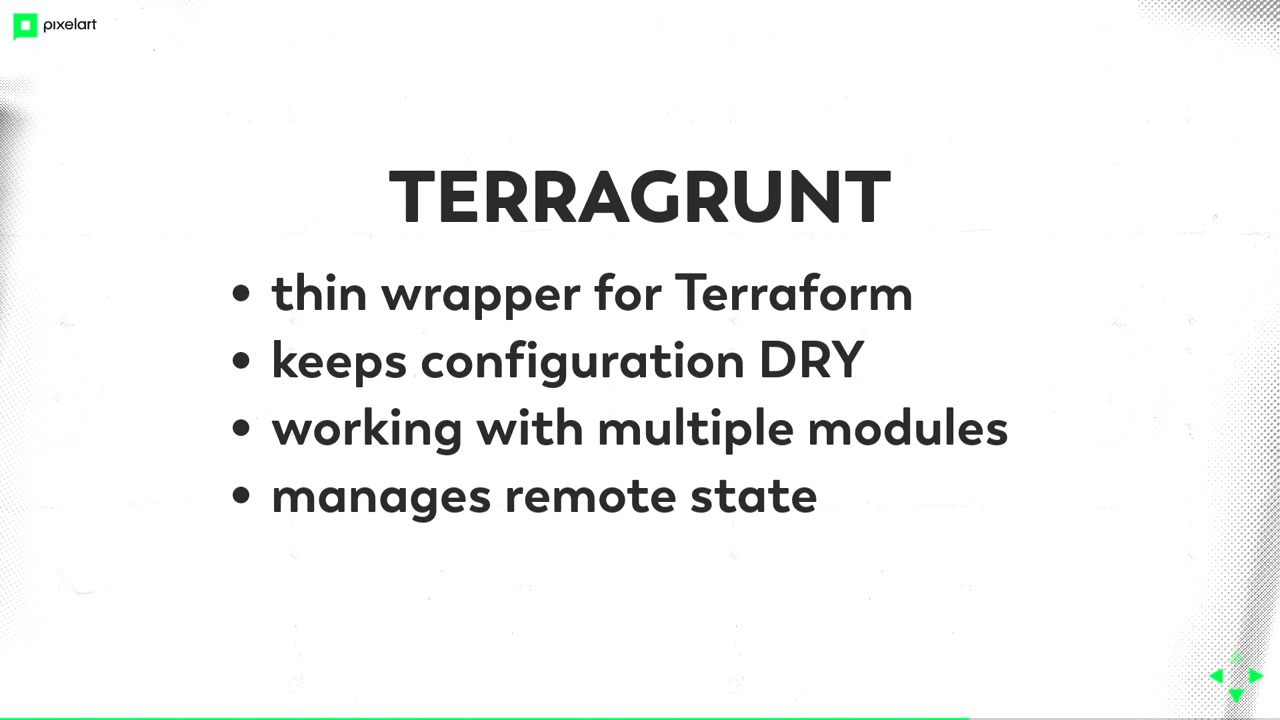 pixelart
TERRAGRUNT
• thin wrapper for Terraform
• keeps configuration DRY
• working with multiple modules
• manages remote state